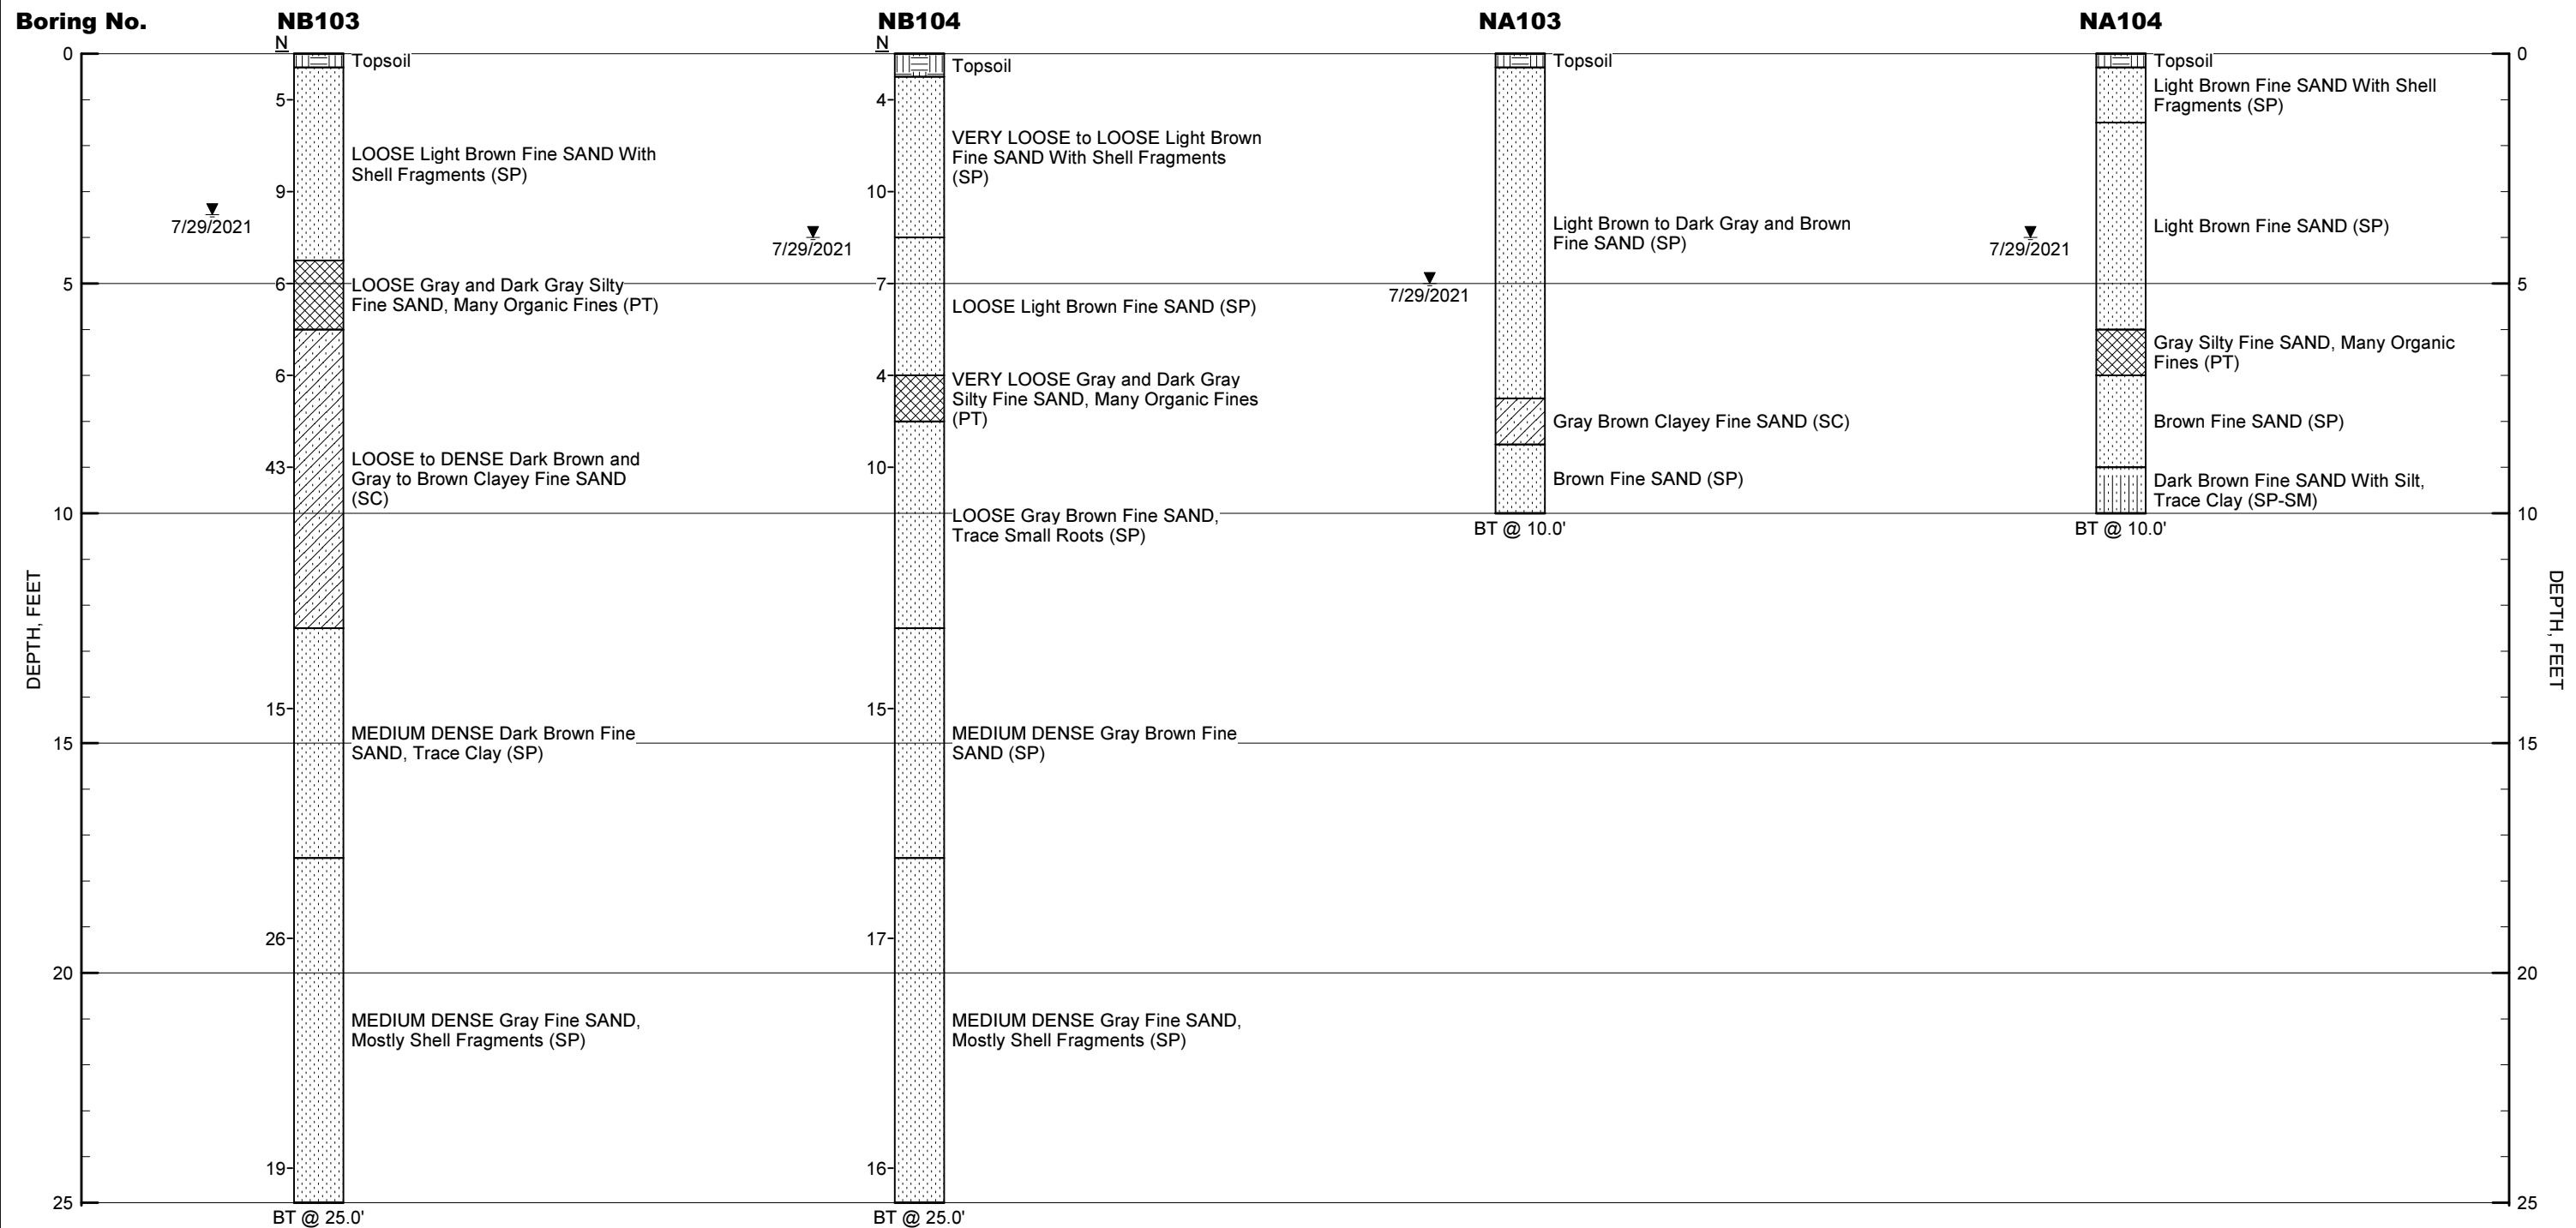 Boring No.
NB103
NB104
NA103
NA104
N
N
0
5
10
15
20
25
DEPTH, FEET
7/29/2021
5
9
6
6
43
15
26
19
Topsoil
LOOSE Light Brown Fine SAND With
Shell Fragments (SP)
LOOSE Gray and Dark Gray Silty
Fine SAND, Many Organic Fines (PT)
LOOSE to DENSE Dark Brown and
Gray to Brown Clayey Fine SAND
(SC)
MEDIUM DENSE Dark Brown Fine
SAND, Trace Clay (SP)
MEDIUM DENSE Gray Fine SAND,
Mostly Shell Fragments (SP)
BT @ 25.0'
7/29/2021
4
10
7
4
10
15
17
16
Topsoil
VERY LOOSE to LOOSE Light Brown
Fine SAND With Shell Fragments
(SP)
LOOSE Light Brown Fine SAND (SP)
VERY LOOSE Gray and Dark Gray
Silty Fine SAND, Many Organic Fines
(PT)
LOOSE Gray Brown Fine SAND,
Trace Small Roots (SP)
MEDIUM DENSE Gray Brown Fine
SAND (SP)
MEDIUM DENSE Gray Fine SAND,
Mostly Shell Fragments (SP)
BT @ 25.0'
7/29/2021
Topsoil
Light Brown to Dark Gray and Brown
Fine SAND (SP)
Gray Brown Clayey Fine SAND (SC)
Brown Fine SAND (SP)
BT @ 10.0'
7/29/2021
Topsoil
Light Brown Fine SAND With Shell
Fragments (SP)
Light Brown Fine SAND (SP)
Gray Silty Fine SAND, Many Organic
Fines (PT)
Brown Fine SAND (SP)
Dark Brown Fine SAND With Silt,
Trace Clay (SP-SM)
BT @ 10.0'
0
5
10
15
20
25
DEPTH, FEET